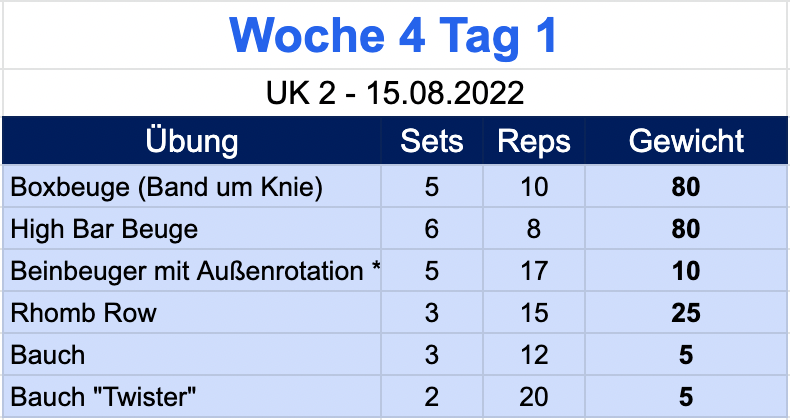 Woche 4 Tag 1
UK 2 - 15.08.2022
Übung Sets Reps Gewicht
Boxbeuge (Band um Knie) 5 10 80
High Bar Beuge 6 8 80
Beinbeuger mit Außenrotation * 5 17 10
Rhomb Row 3 15 25
Bauch 3 12 5
Bauch "Twister" 2 20 5